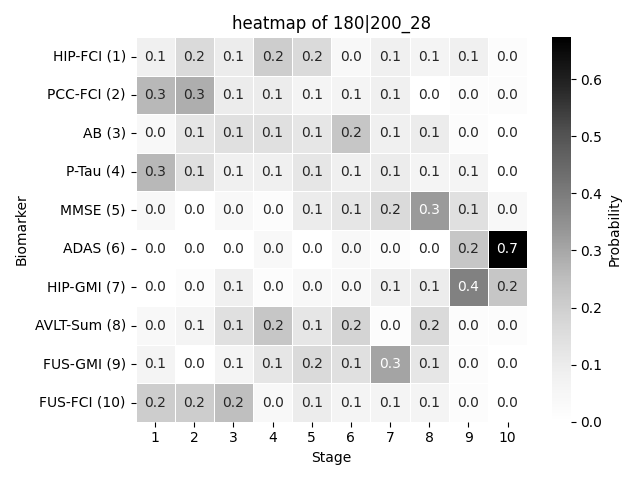 heatmap of 180|200_28
HIP-FCI (1) 0.1 0.2 0.1 0.2 0.2 0.0 0.1 0.1 0.1 0.0
PCC-FCI (2) 0.3 0.3 0.1 0.1 0.1 0.1 0.1 0.0 0.0 0.0
AB (3) 0.0 0.1 0.1 0.1 0.1 0.2 0.1 0.1 0.0 0.0
P-Tau (4) 0.3 0.1 0.1 0.1 0.1 0.1 0.1 0.1 0.1 0.0
MMSE (5) 0.0 0.0 0.0 0.0 0.1 0.1 0.2 0.3 0.1 0.0
ADAS (6) 0.0 0.0 0.0 0.0 0.0 0.0 0.0 0.0 0.2 0.7
HIP-GMI (7) 0.0 0.0 0.1 0.0 0.0 0.0 0.1 0.1 0.4 0.2
AVLT-Sum (8) 0.0 0.1 0.1 0.2 0.1 0.2 0.0 0.2 0.0 0.0
FUS-GMI (9) 0.1 0.0 0.1 0.1 0.2 0.1 0.3 0.1 0.0 0.0
FUS-FCI (10) 0.2 0.2 0.2 0.0 0.1 0.1 0.1 0.1 0.0 0.0
1 2 3 4 5 6 7 8 9 10
Stage
Biomarker
0.6
0.5
0.4
0.3
0.2
0.1
0.0
Probability